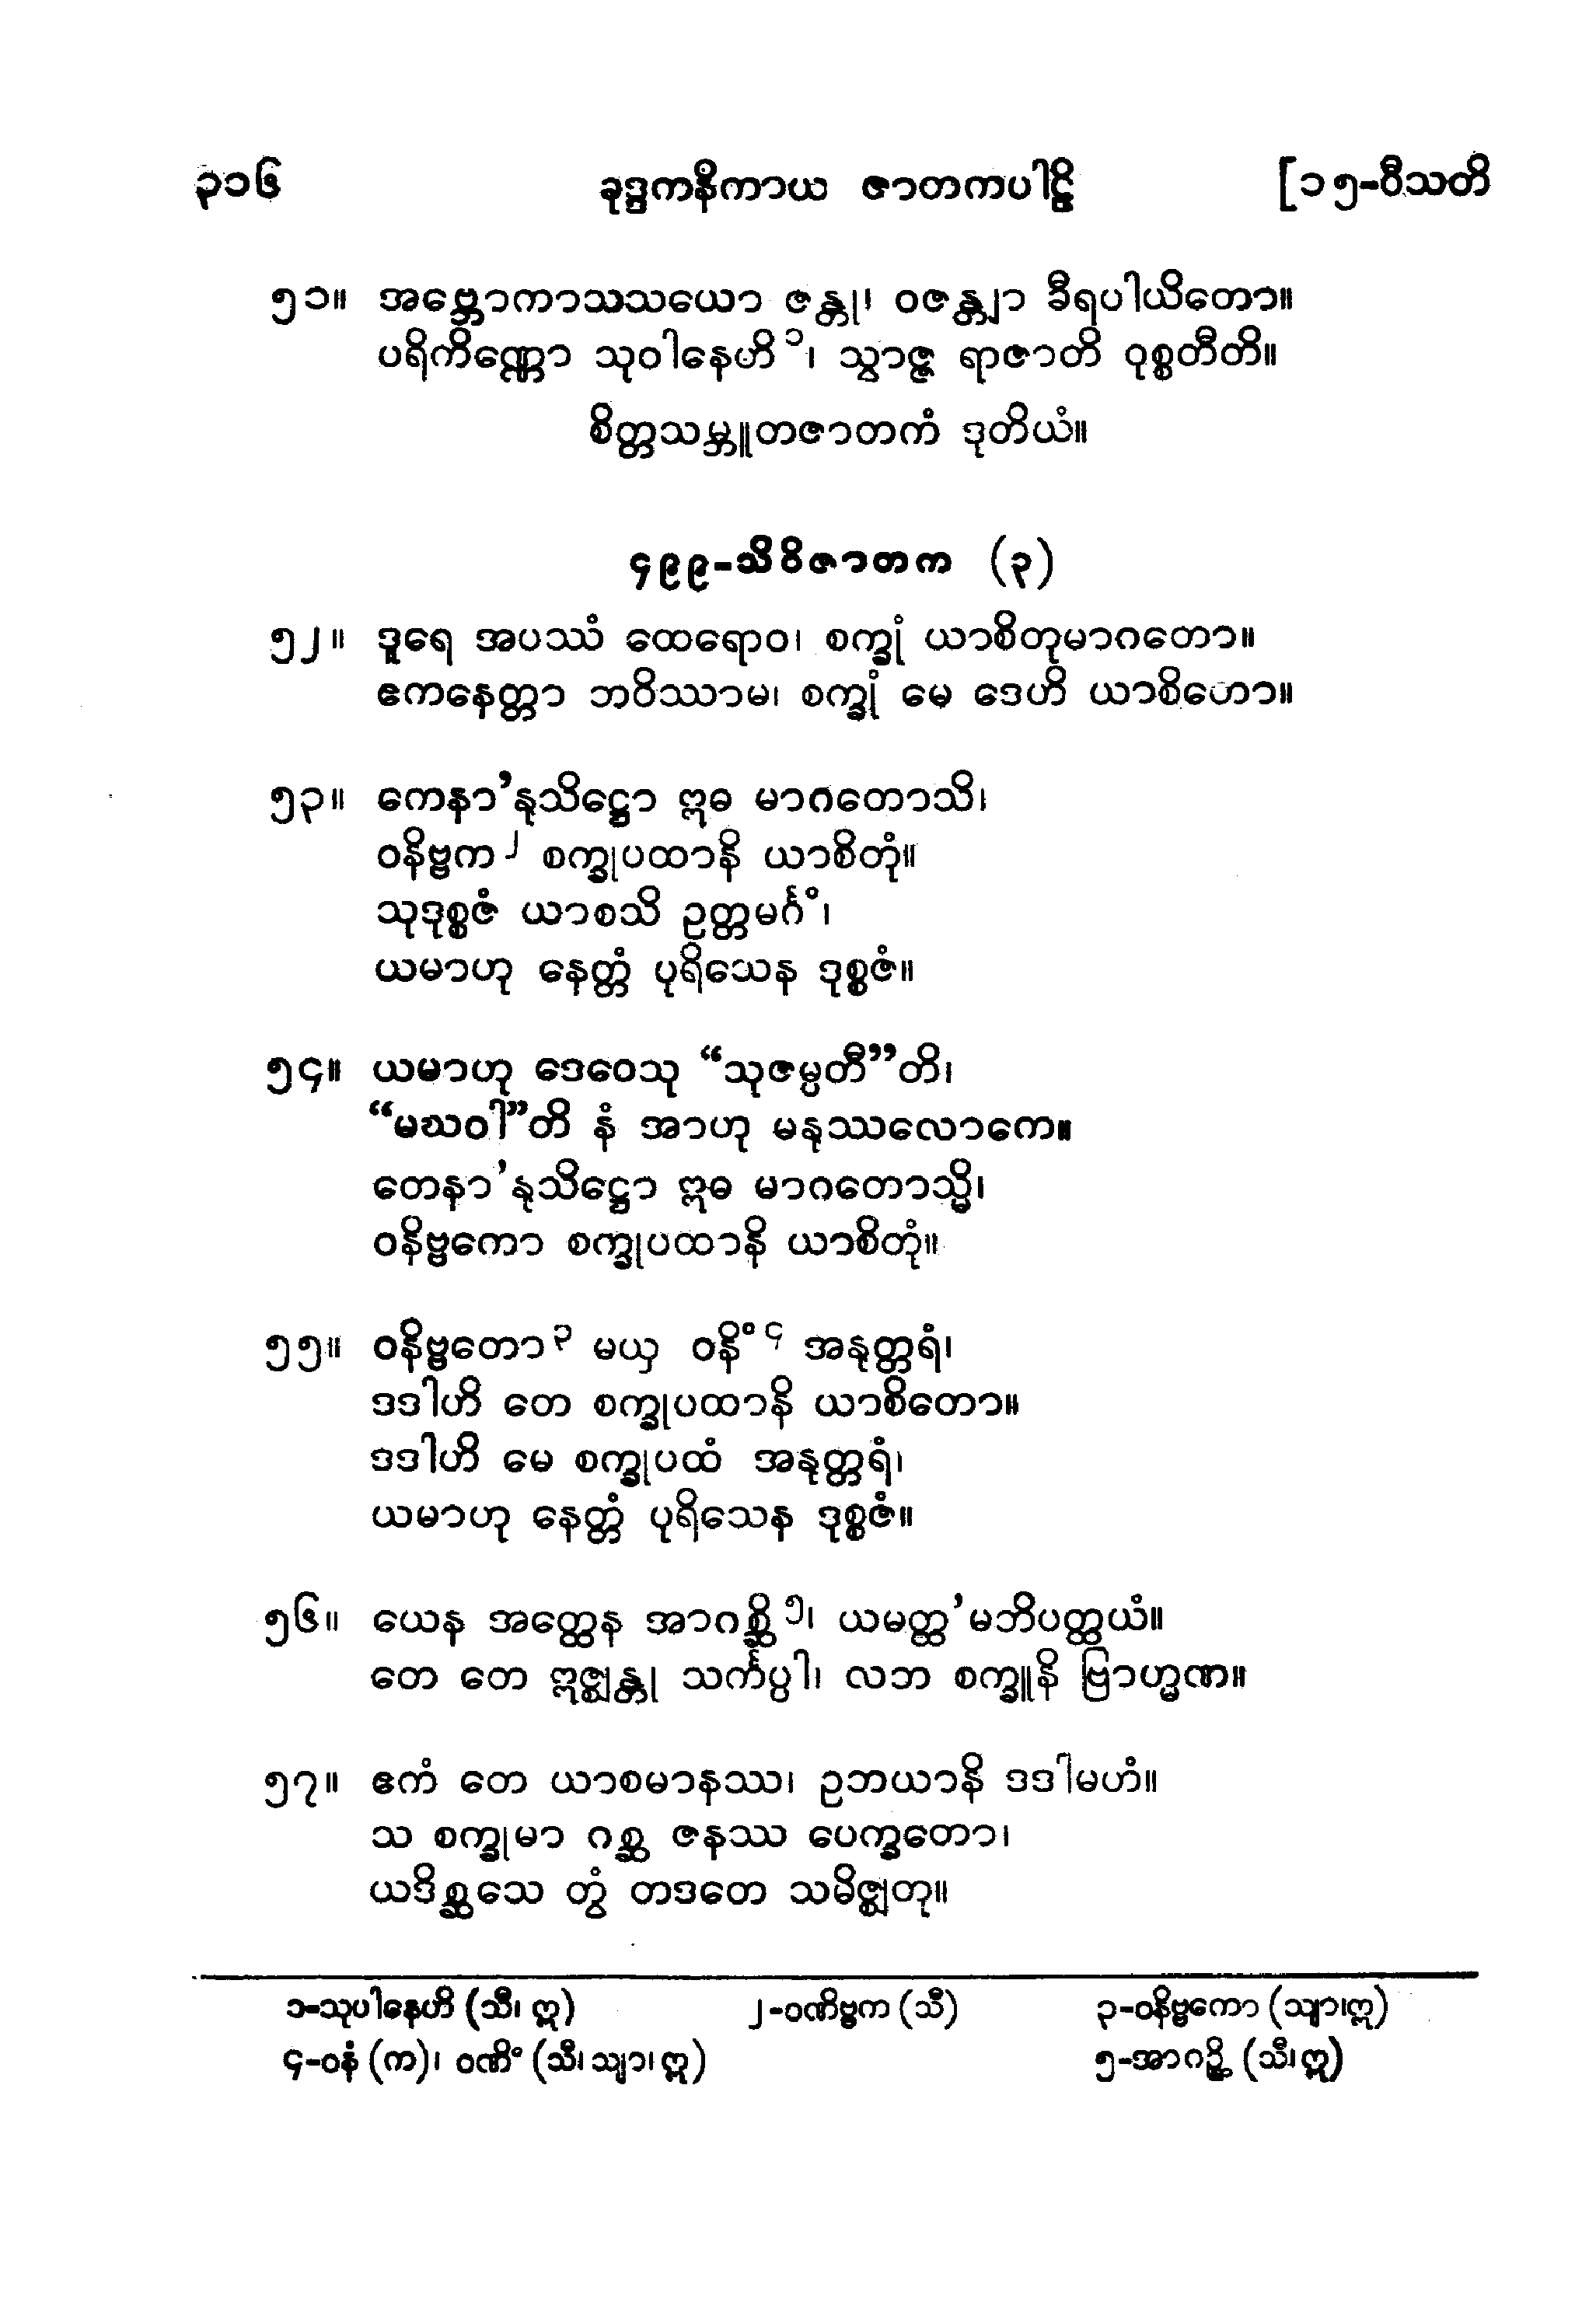 ၃၁၆ ခုဒ္ဒကနိကာယ ဇာတကပါဠိ [၁၅-ဝီသတိ
၅၁။ အဗ္ဘောကာသသယော ဇန္တု၊ ဝဇန္တျာ ခီရပါယိတော။
ပရိကိဏ္ဏော သုဝါနေဟိ၁၊ သွာဇ္ဇ ရာဇာတိ ဝုစ္စတီတိ။
စိတ္တသမ္ဘူတဇာတကံ ဒုတိယံ။
၄၉၉-သိဝိဇာတက (၃)
၅၂။ ဒူရေ အပဿံ ထေရောဝ၊ စက္ခုံ ယာစိတုမာဂတော။
ဧကနေတ္တာ ဘဝိဿာမ၊ စက္ခုံ မေ ဒေဟိ ယာစိတော။
၅၃။ ကေနာ’နုသိဋ္ဌော ဣဓ မာဂတောသိ၊
ဝနိဗ္ဗက၂ စက္ခုပထာနိ ယာစိတုံ။
သုဒုစ္စဇံ ယာစသိ ဥတ္တမင်္ဂံ၊
ယမာဟု နေတ္တံ ပုရိသေန ဒုစ္စဇံ။
၅၄။ ယမာဟု ဒေဝေသု “သုဇမ္ပတီ”တိ၊
“မဃဝါ”တိ နံ အာဟု မနုဿလောကေ။
တေနာ’နုသိဋ္ဌော ဣဓ မာဂတောသ္မိ၊
ဝနိဗ္ဗကော စက္ခုပထာနိ ယာစိတုံ။
၅၅။ ဝနိဗ္ဗတော၃ မယှ ဝနိံ၄ အနုတ္တရံ၊
ဒဒါဟိ တေ စက္ခုပထာနိ ယာစိတော။
ဒဒါဟိ မေ စက္ခုပထံ အနုတ္တရံ၊
ယမာဟု နေတ္တံ ပုရိသေန ဒုစ္စဇံ။
၅၆။ ယေန အတ္ထေန အာဂစ္ဆိ၅၊ ယမတ္ထ’မဘိပတ္ထယံ။
တေ တေ ဣဇ္ဈန္တု သင်္ကပ္ပါ၊ လဘ စက္ခူနိ ဗြာဟ္မဏ။
၅၇။ ဧကံ တေ ယာစမာနဿ၊ ဥဘယာနိ ဒဒါမဟံ။
သ စက္ခုမာ ဂစ္ဆ ဇနဿ ပေက္ခတော၊
ယဒိစ္ဆသေ တွံ တဒတေ သမိဇ္ဈတု။
၁-သုပါနေဟိ (သီ၊ ဣ) ၂-ဝဏိဗ္ဗက (သီ) ၃-ဝနိဗ္ဗကော (သျာ၊ဣ)
၄-ဝနံ (က)၊ ဝဏိံ (သီ၊ သျာ၊ ဣ) ၅-အာဂဉ္ဆိ (သီ၊ဣ)